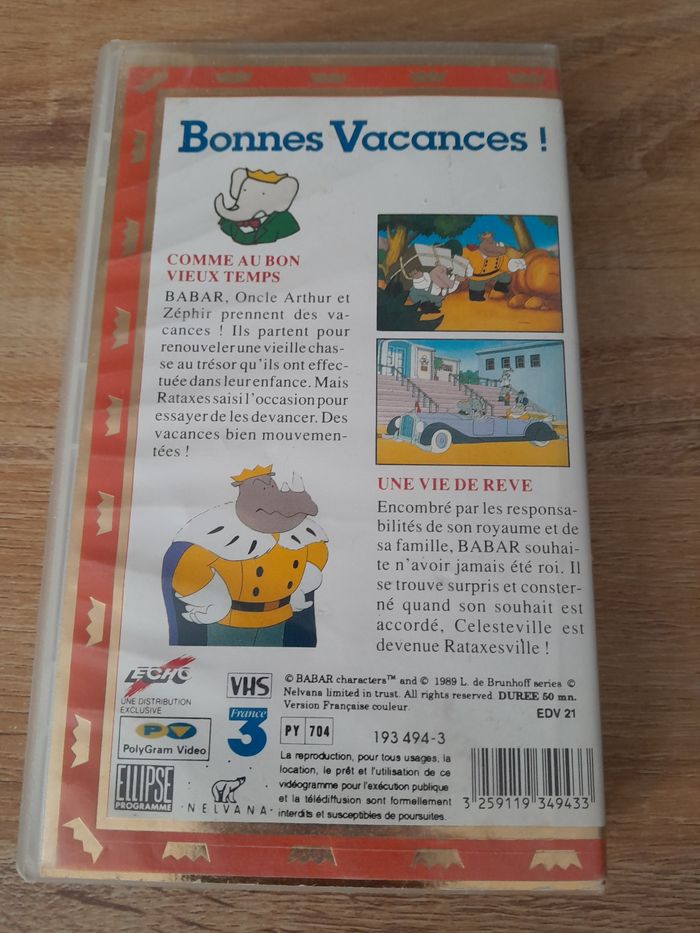 Bonnes Vacances !
COMME AU BON
VIEUX TEMPS
BABAR, Oncle Arthur et
Zéphir prennent des va-
cances ! Ils partent pour
renouveler une vieille chas-
se au trésor qu'ils ont effec-
tuée dans leur enfance. Mais
Rataxes saisi l'occasion pour
essayer de les devancer. Des
vacances bien mouvemen-
tées !
UNE VIE DE REVE
Encombré par les responsa-
bilités de son royaume et de
sa famille, BABAR souhai-
te n'avoir jamais été roi. Il
se trouve surpris et conster-
né quand son souhait est
accordé, Celesteville est
devenue Rataxesville !
ECHO
UNE DISTRIBUTION
EXCLUSIVE
PV
PolyGram Video
ELLIPSE
PROGRAMME
VHS
France
3
NELVANA
© BABAR characters™ and © 1989 L. de Brunhoff series ©
Nelvana limited in trust. All rights reserved. DUREE 50 mn.
Version Française couleur.
EDV 21
PY 704
193 494-3
La reproduction, pour tous usages, la
location, le prêt et l'utilisation de ce
vidéogramme pour l'exécution publique
et la télédiffusion sont formellement
interdits et susceptibles de poursuites.
3 259119 349433